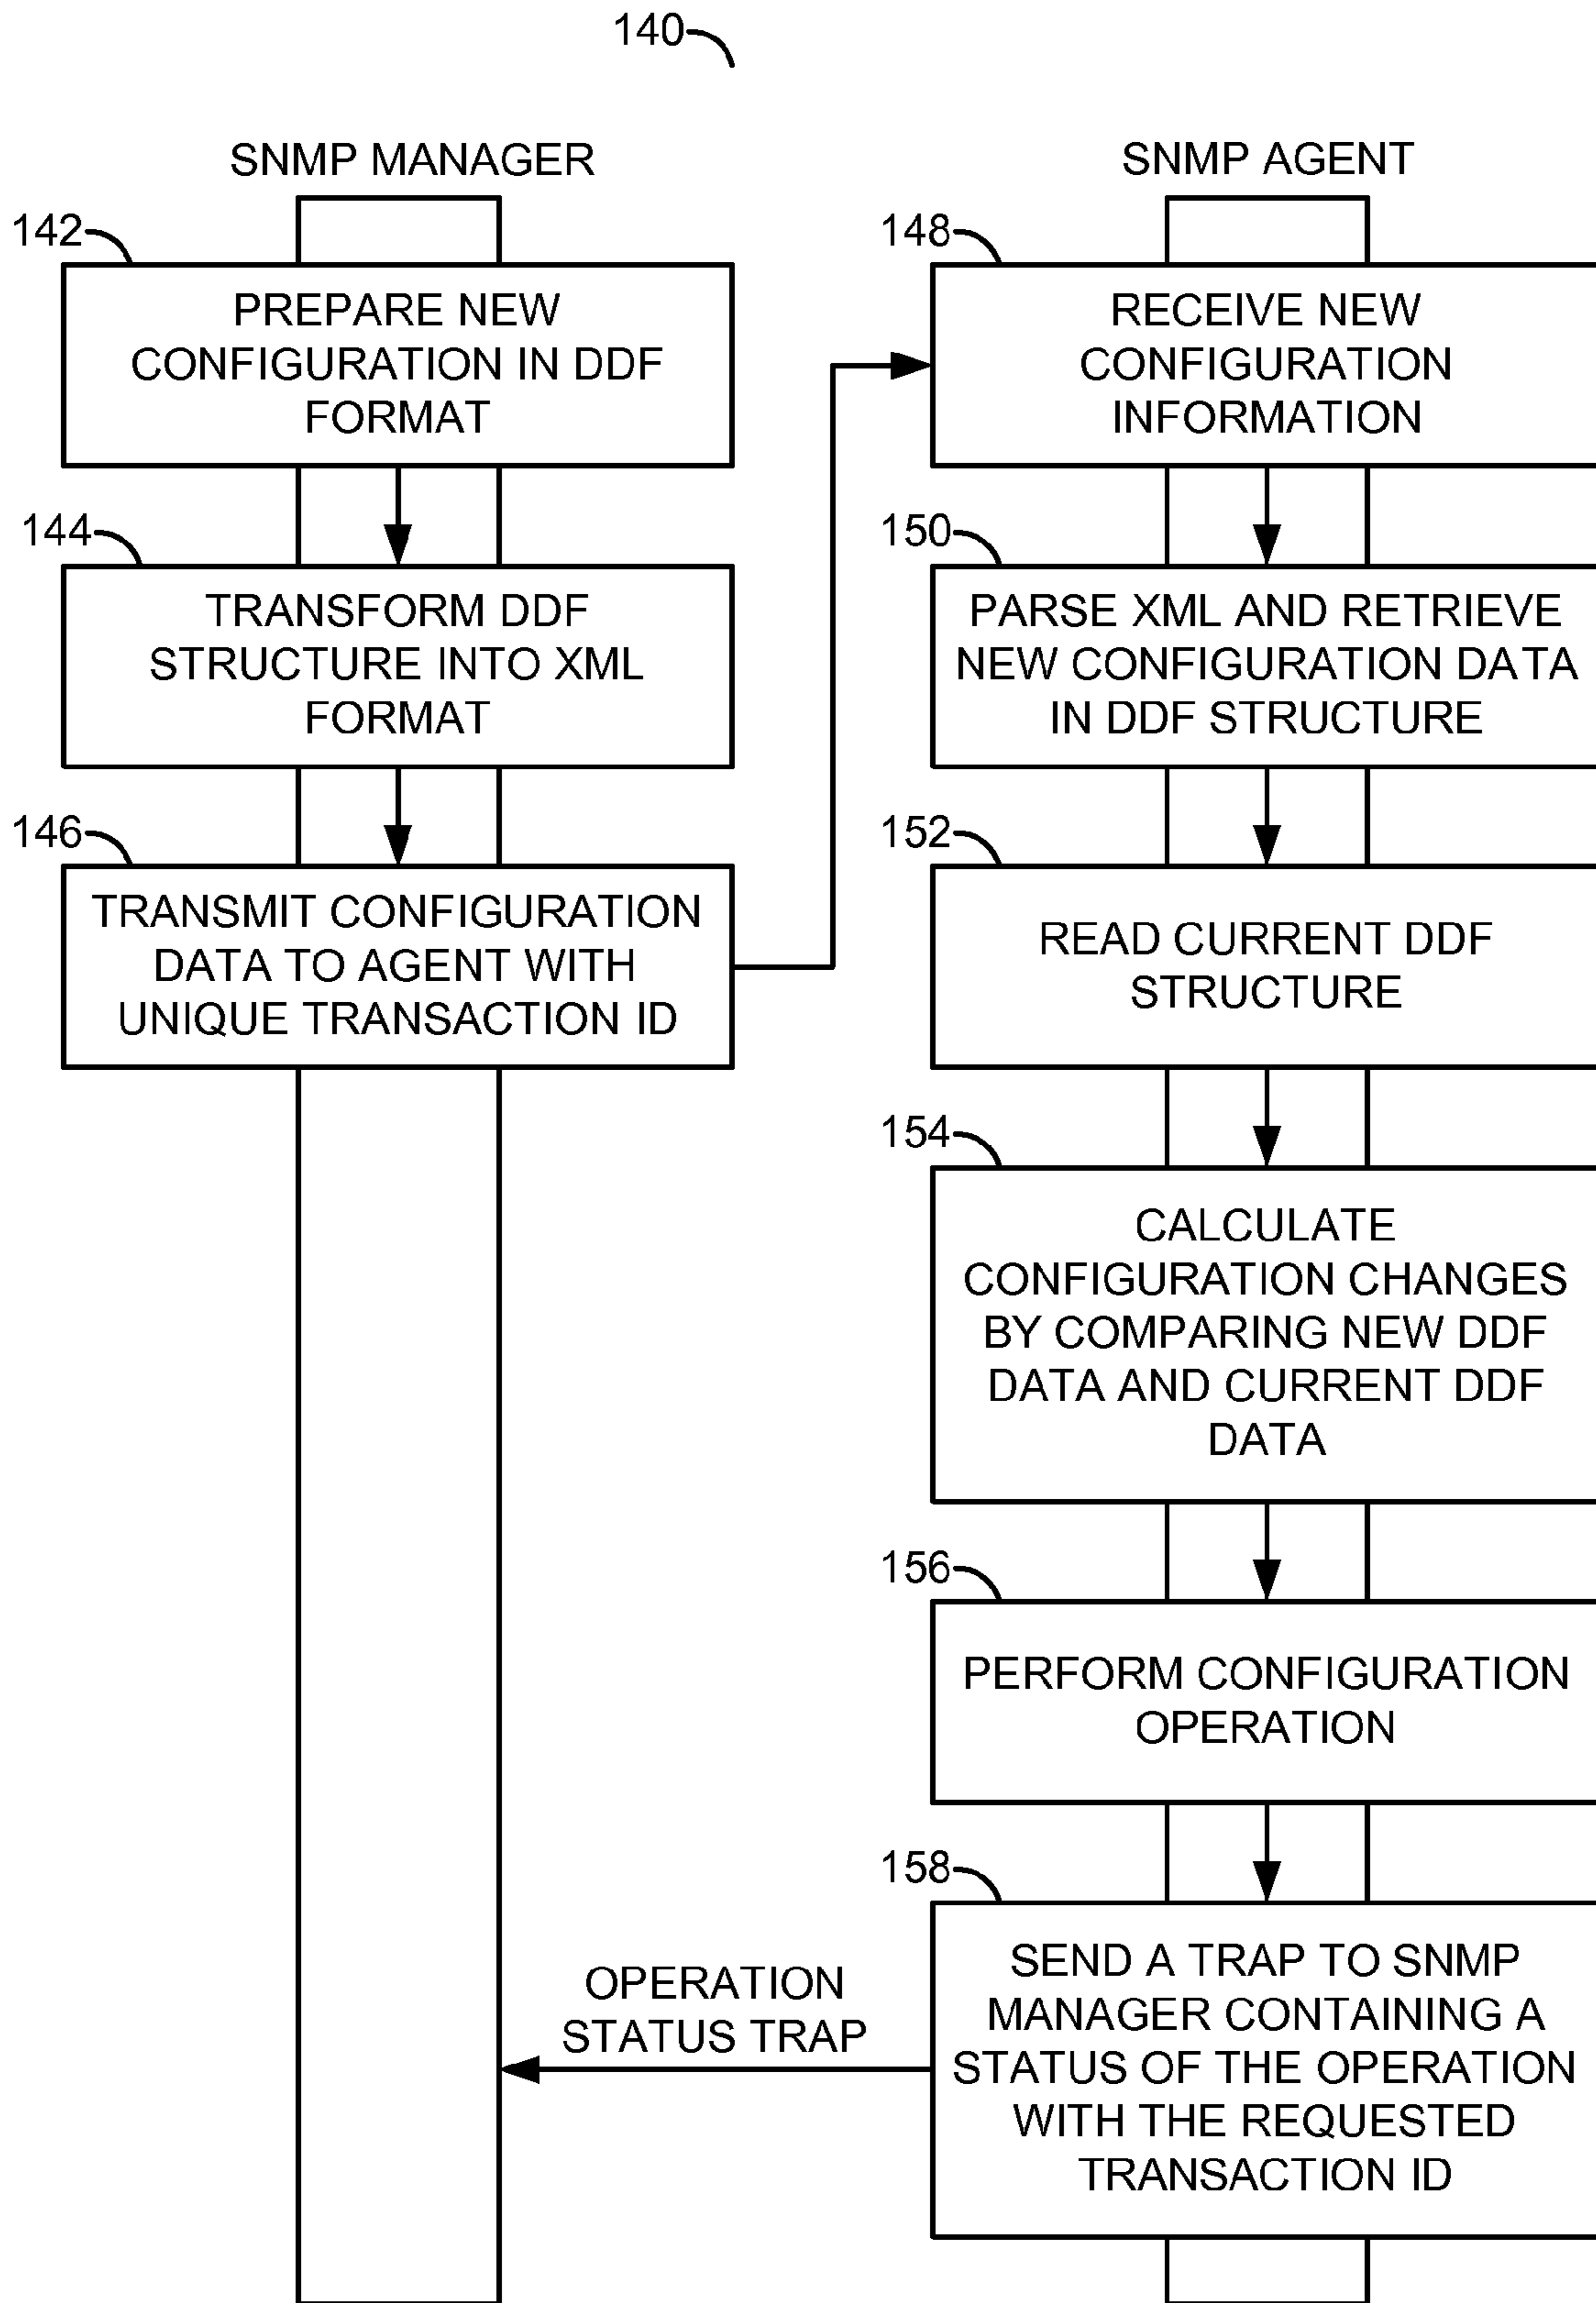 140
SNMP MANAGER
142
PREPARE NEW
CONFIGURATION IN DDF
FORMAT
144
TRANSFORM DDF
STRUCTURE INTO XML
FORMAT
146
TRANSMIT CONFIGURATION
DATA TO AGENT WITH
UNIQUE TRANSACTION ID
SNMP AGENT
148
RECEIVE NEW
CONFIGURATION
INFORMATION
150
PARSE XML AND RETRIEVE
NEW CONFIGURATION DATA
IN DDF STRUCTURE
152
READ CURRENT DDF
STRUCTURE
154
CALCULATE
CONFIGURATION CHANGES
BY COMPARING NEW DDF
DATA AND CURRENT DDF
DATA
156
PERFORM CONFIGURATION
OPERATION
158
SEND A TRAP TO SNMP
MANAGER CONTAINING A
STATUS OF THE OPERATION
WITH THE REQUESTED
TRANSACTION ID
OPERATION
STATUS TRAP